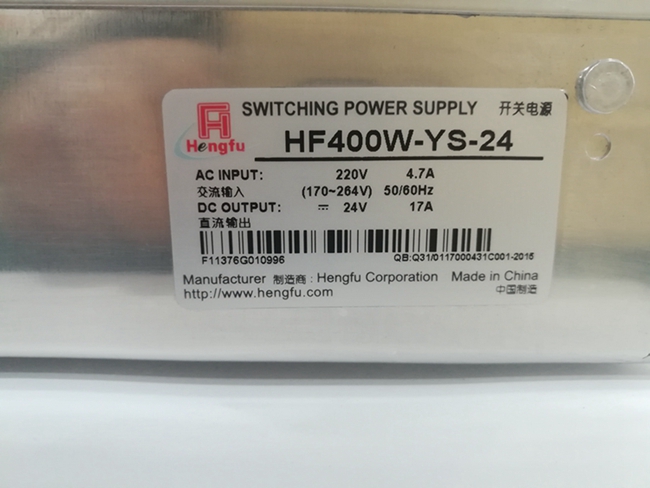 SWITCHING POWER SUPPLY 开关电源
Hengfu
HF400W-YS-24
AC INPUT: 220V 4.7A
交流输入 (170~264V) 50/60Hz
DC OUTPUT: ⎓ 24V 17A
直流输出
F11376G010996 QB:Q31/0117000431C001-2015
Manufacturer 制造商: Hengfu Corporation Made in China
http://www.hengfu.com 中国制造